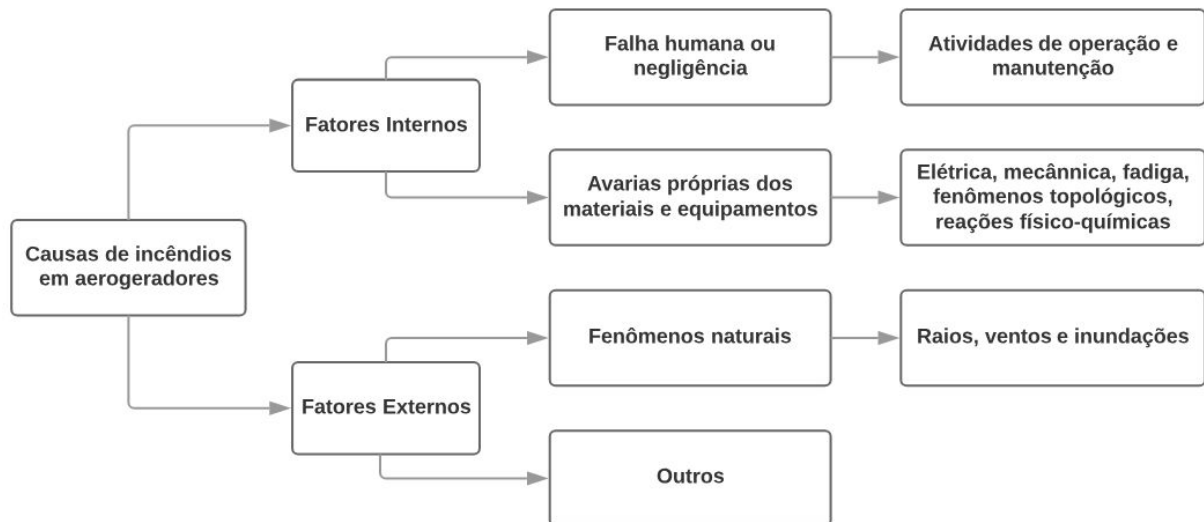 Falha humana ou
negligência
Atividades de operação e
manutenção
Fatores Internos
Avarias próprias dos
materiais e equipamentos
Elétrica, mecânnica, fadiga,
fenômenos topológicos,
reações físico-químicas
Causas de incêndios
em aerogeradores
Fenômenos naturais
Raios, ventos e inundações
Fatores Externos
Outros